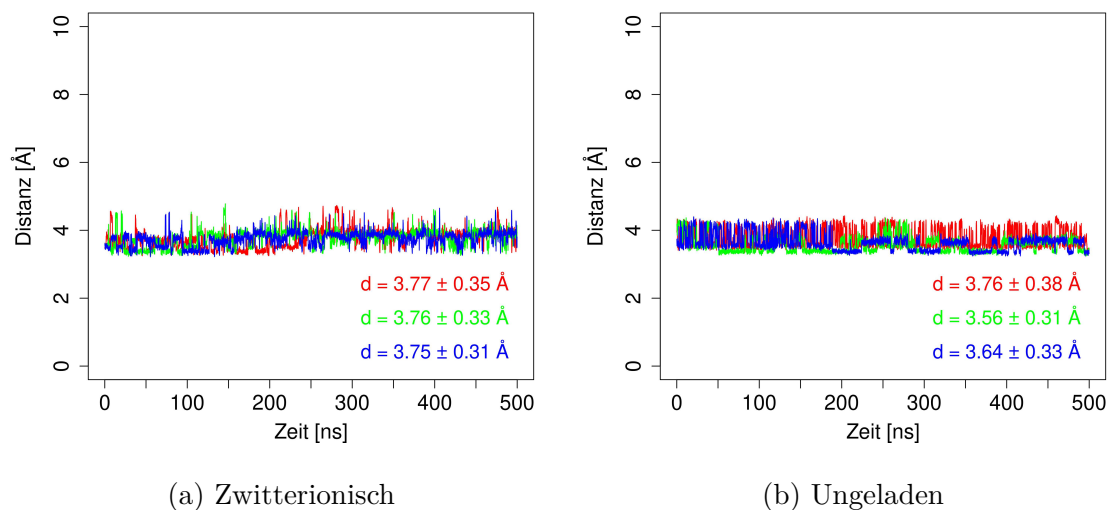 10
8
6
4
2
0
Distanz [Å]
d = 3.77 ± 0.35 Å
d = 3.76 ± 0.33 Å
d = 3.75 ± 0.31 Å
0 100 200 300 400 500
Zeit [ns]
(a) Zwitterionisch
10
8
6
4
2
0
Distanz [Å]
d = 3.76 ± 0.38 Å
d = 3.56 ± 0.31 Å
d = 3.64 ± 0.33 Å
0 100 200 300 400 500
Zeit [ns]
(b) Ungeladen